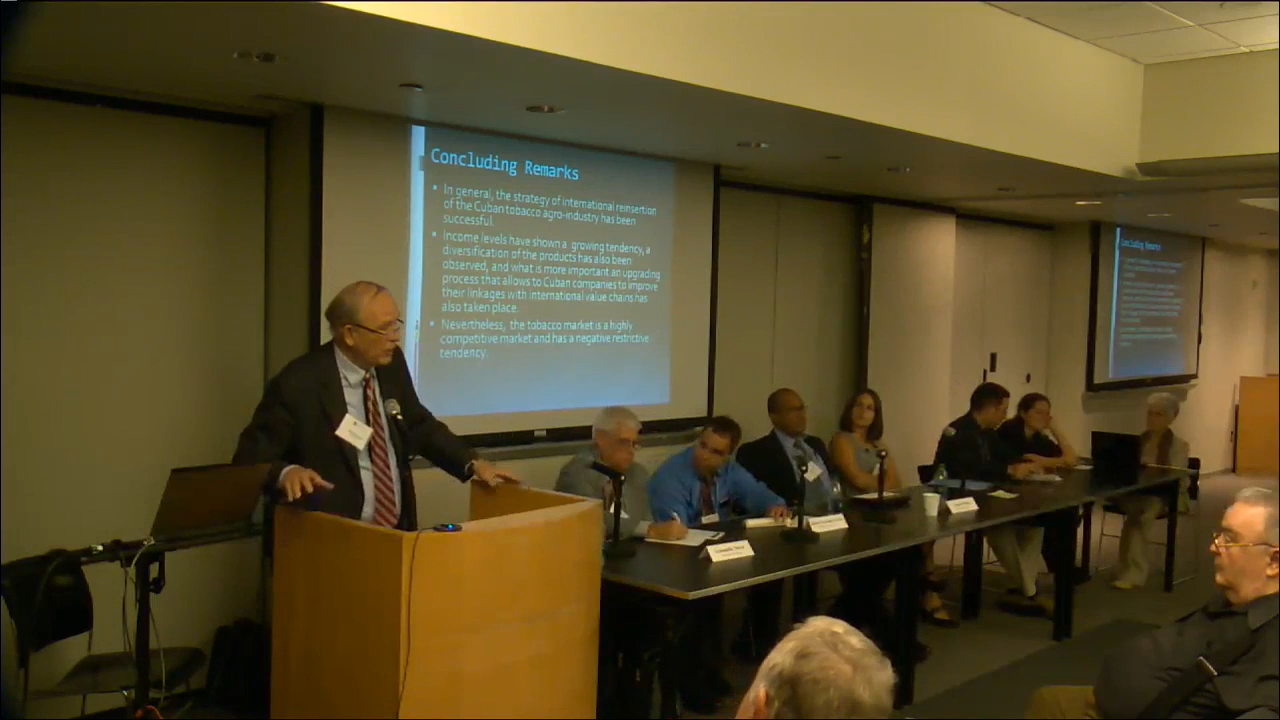 Concluding Remarks
In general, the strategy of international reinsertion
of the Cuban tobacco agro-industry has been
successful.
Income levels have shown a growing tendency, a
diversification of the products has also been
observed, and what is more important an upgrading
process that allows to Cuban companies to improve
their linkages with international value chains has
also taken place.
Nevertheless, the tobacco market is a highly
competitive market and has a negative restrictive
tendency.
Concluding Remarks